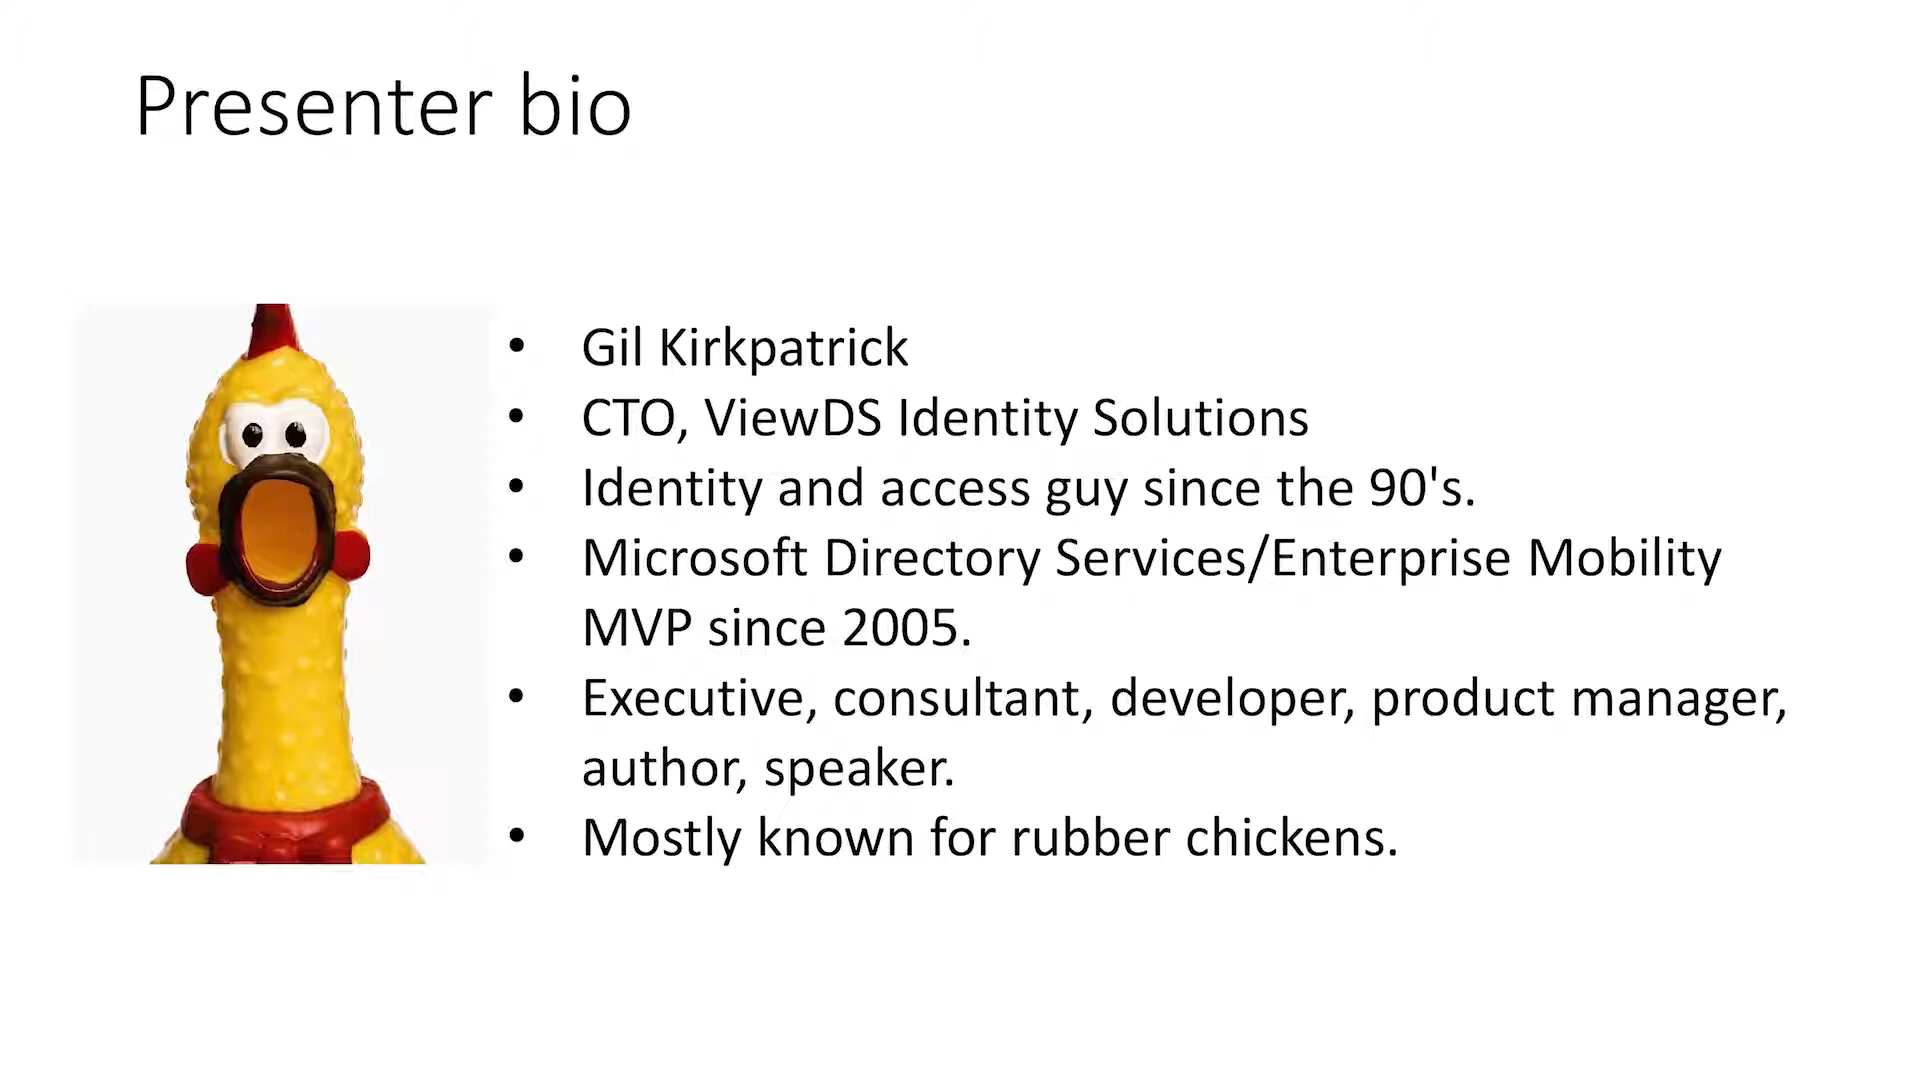 Presenter bio
• Gil Kirkpatrick
• CTO, ViewDS Identity Solutions
• Identity and access guy since the 90's.
• Microsoft Directory Services/Enterprise Mobility
MVP since 2005.
• Executive, consultant, developer, product manager,
author, speaker.
• Mostly known for rubber chickens.